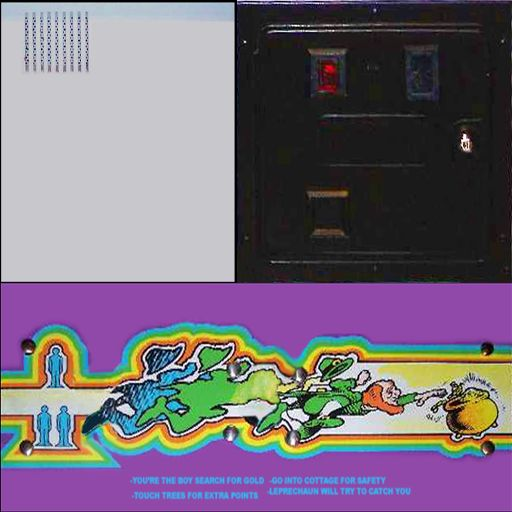 -YOU'RE THE BOY SEARCH FOR GOLD -GO INTO COTTAGE FOR SAFETY
-TOUCH TREES FOR EXTRA POINTS -LEPRECHAUN WILL TRY TO CATCH YOU